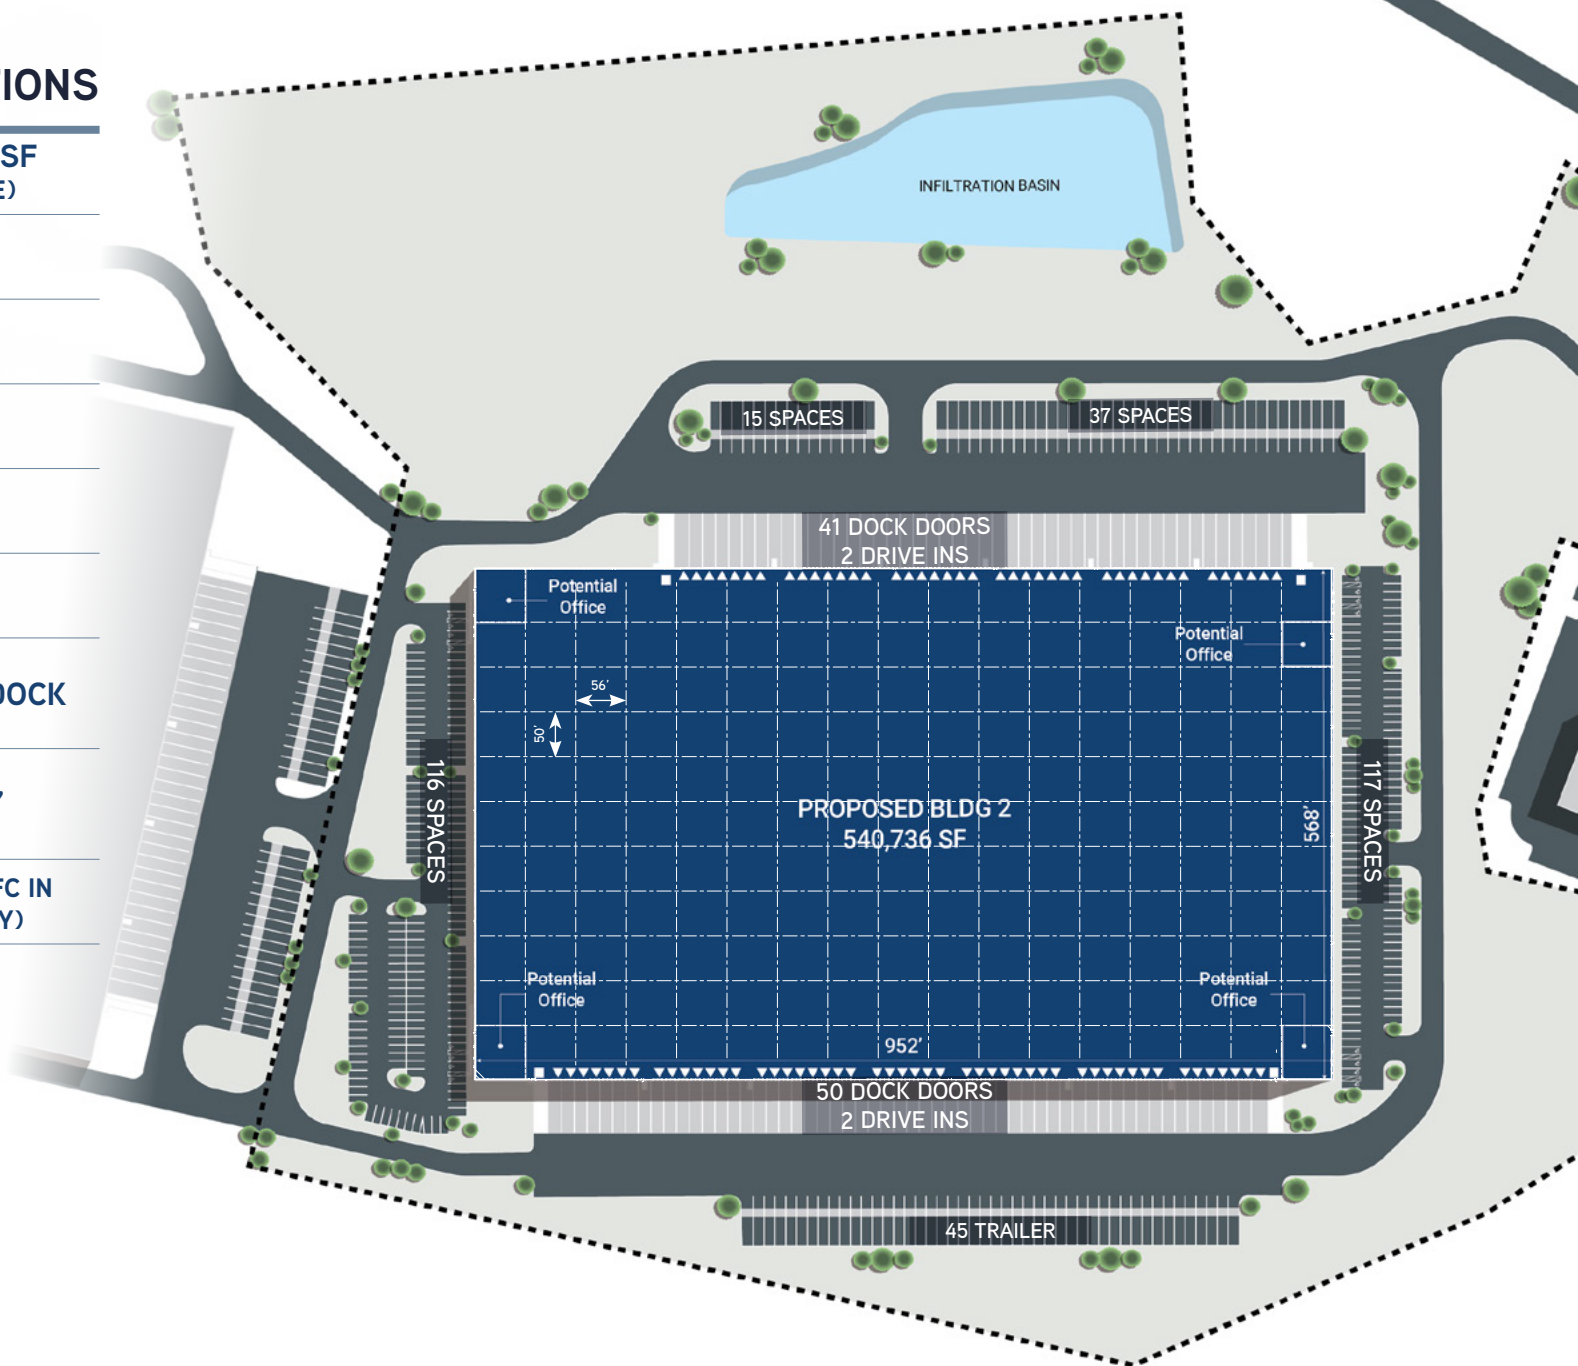 TIONS
SF
E)
DOCK
FC IN
Y)
INFILTRATION BASIN
15 SPACES
37 SPACES
41 DOCK DOORS
2 DRIVE INS
Potential
Office
Potential
Office
56'
50'
116 SPACES
PROPOSED BLDG 2
540,736 SF
568'
117 SPACES
Potential
Office
Potential
Office
952'
50 DOCK DOORS
2 DRIVE INS
45 TRAILER